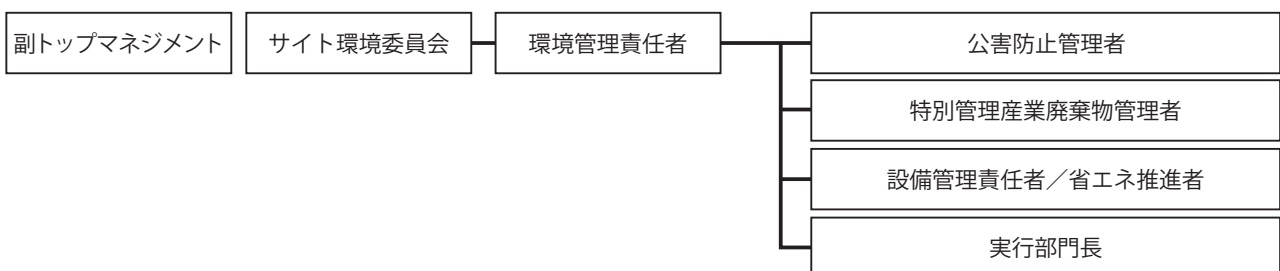 副トップマネジメント
サイト環境委員会
環境管理責任者
公害防止管理者
特別管理産業廃棄物管理者
設備管理責任者／省エネ推進者
実行部門長